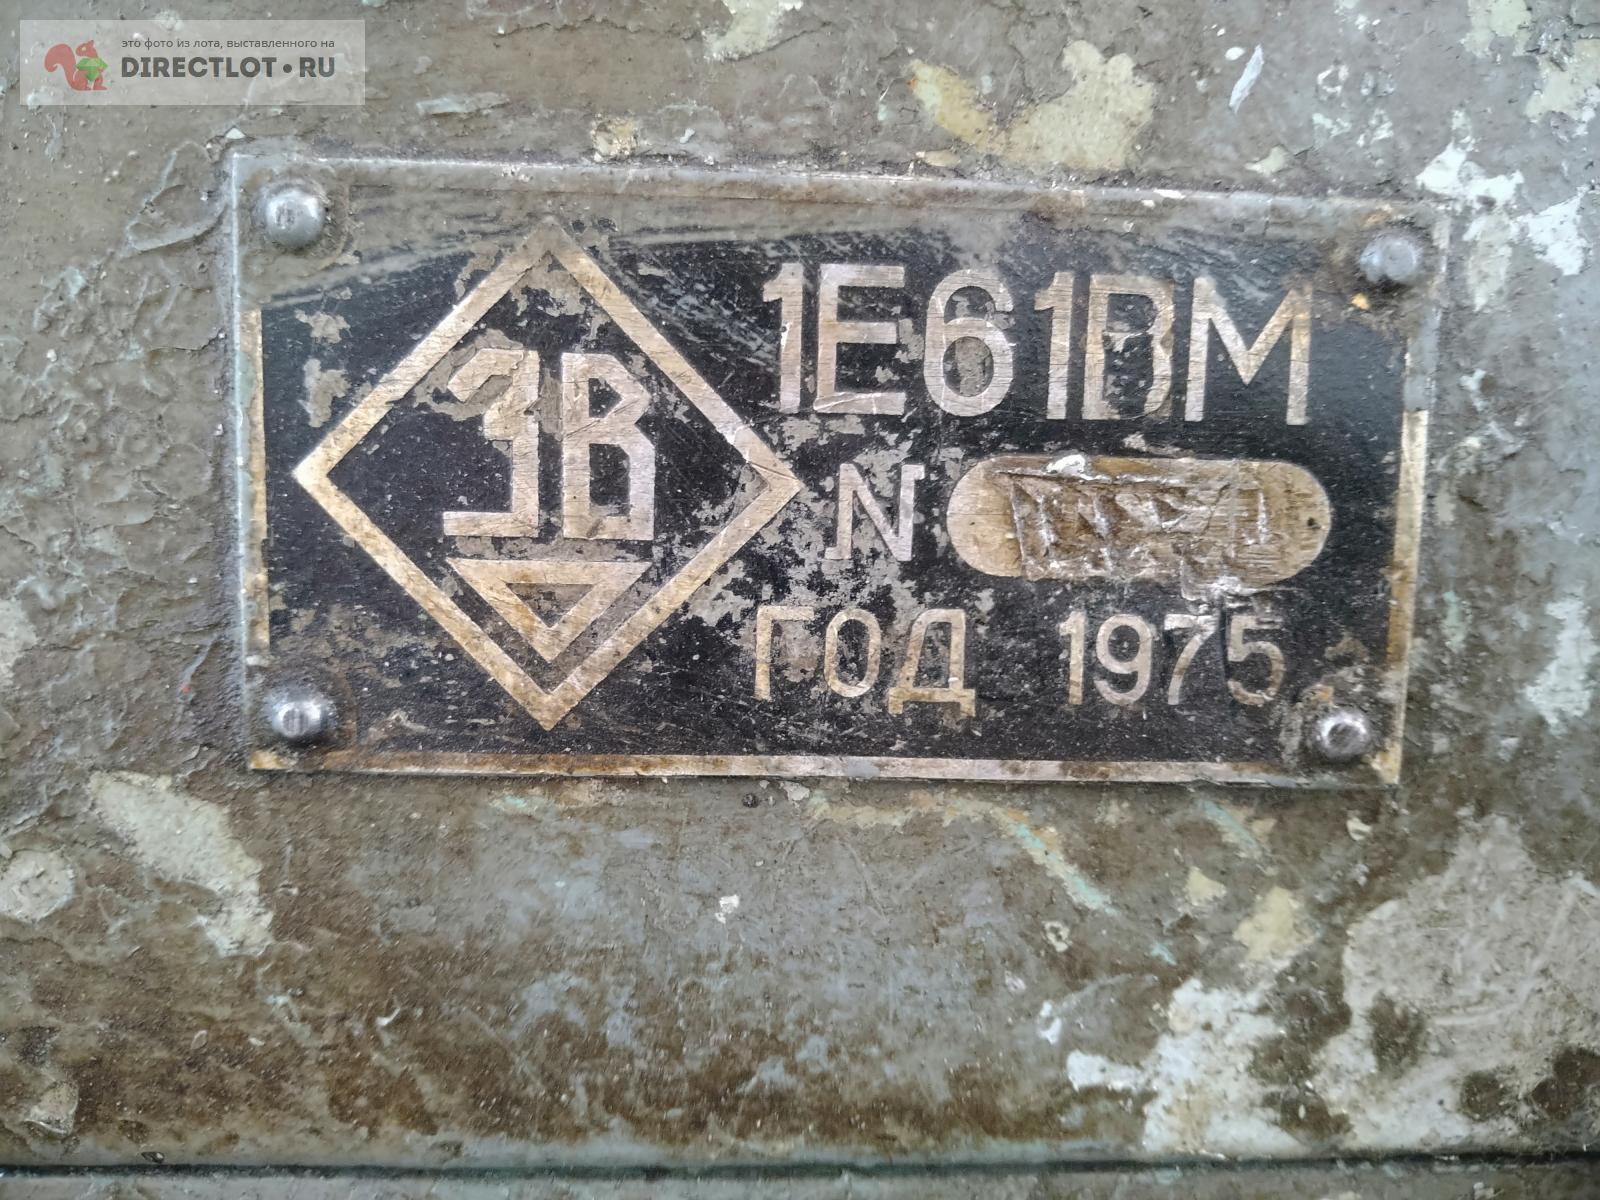 это фото из лота, выставленного на
DIRECTLOT•RU
ЗВ
1Е61ВМ
N
ГОД 1975